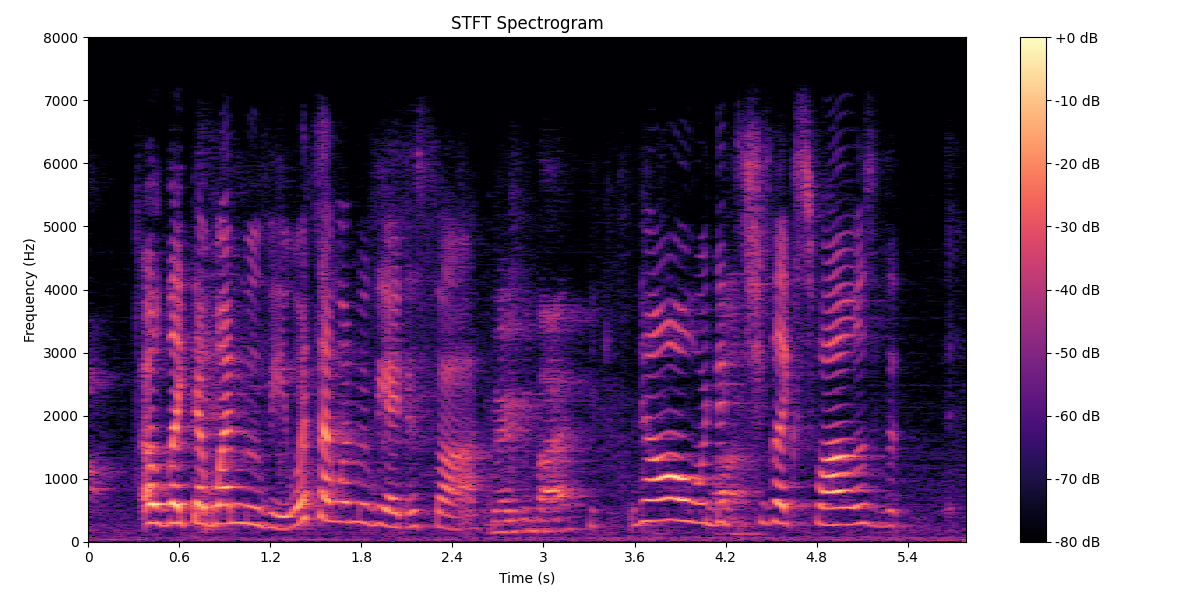 STFT Spectrogram
8000
7000
6000
5000
4000
3000
2000
1000
0
Frequency (Hz)
0 0.6 1.2 1.8 2.4 3 3.6 4.2 4.8 5.4
Time (s)
+0 dB
-10 dB
-20 dB
-30 dB
-40 dB
-50 dB
-60 dB
-70 dB
-80 dB